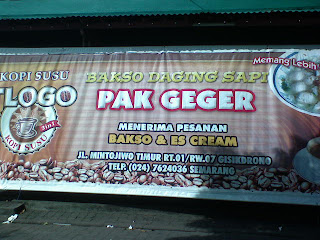 KOPI SUSU
TLOGO
3in1
KOPI SUSU
BAKSO DAGING SAPI
PAK GEGER
MENERIMA PESANAN
BAKSO & ES CREAM
JL. MINTOJIWO TIMUR RT.01/RW.07 GISIKDRONO
TELP. (024) 7624036 SEMARANG
Memang Lebih